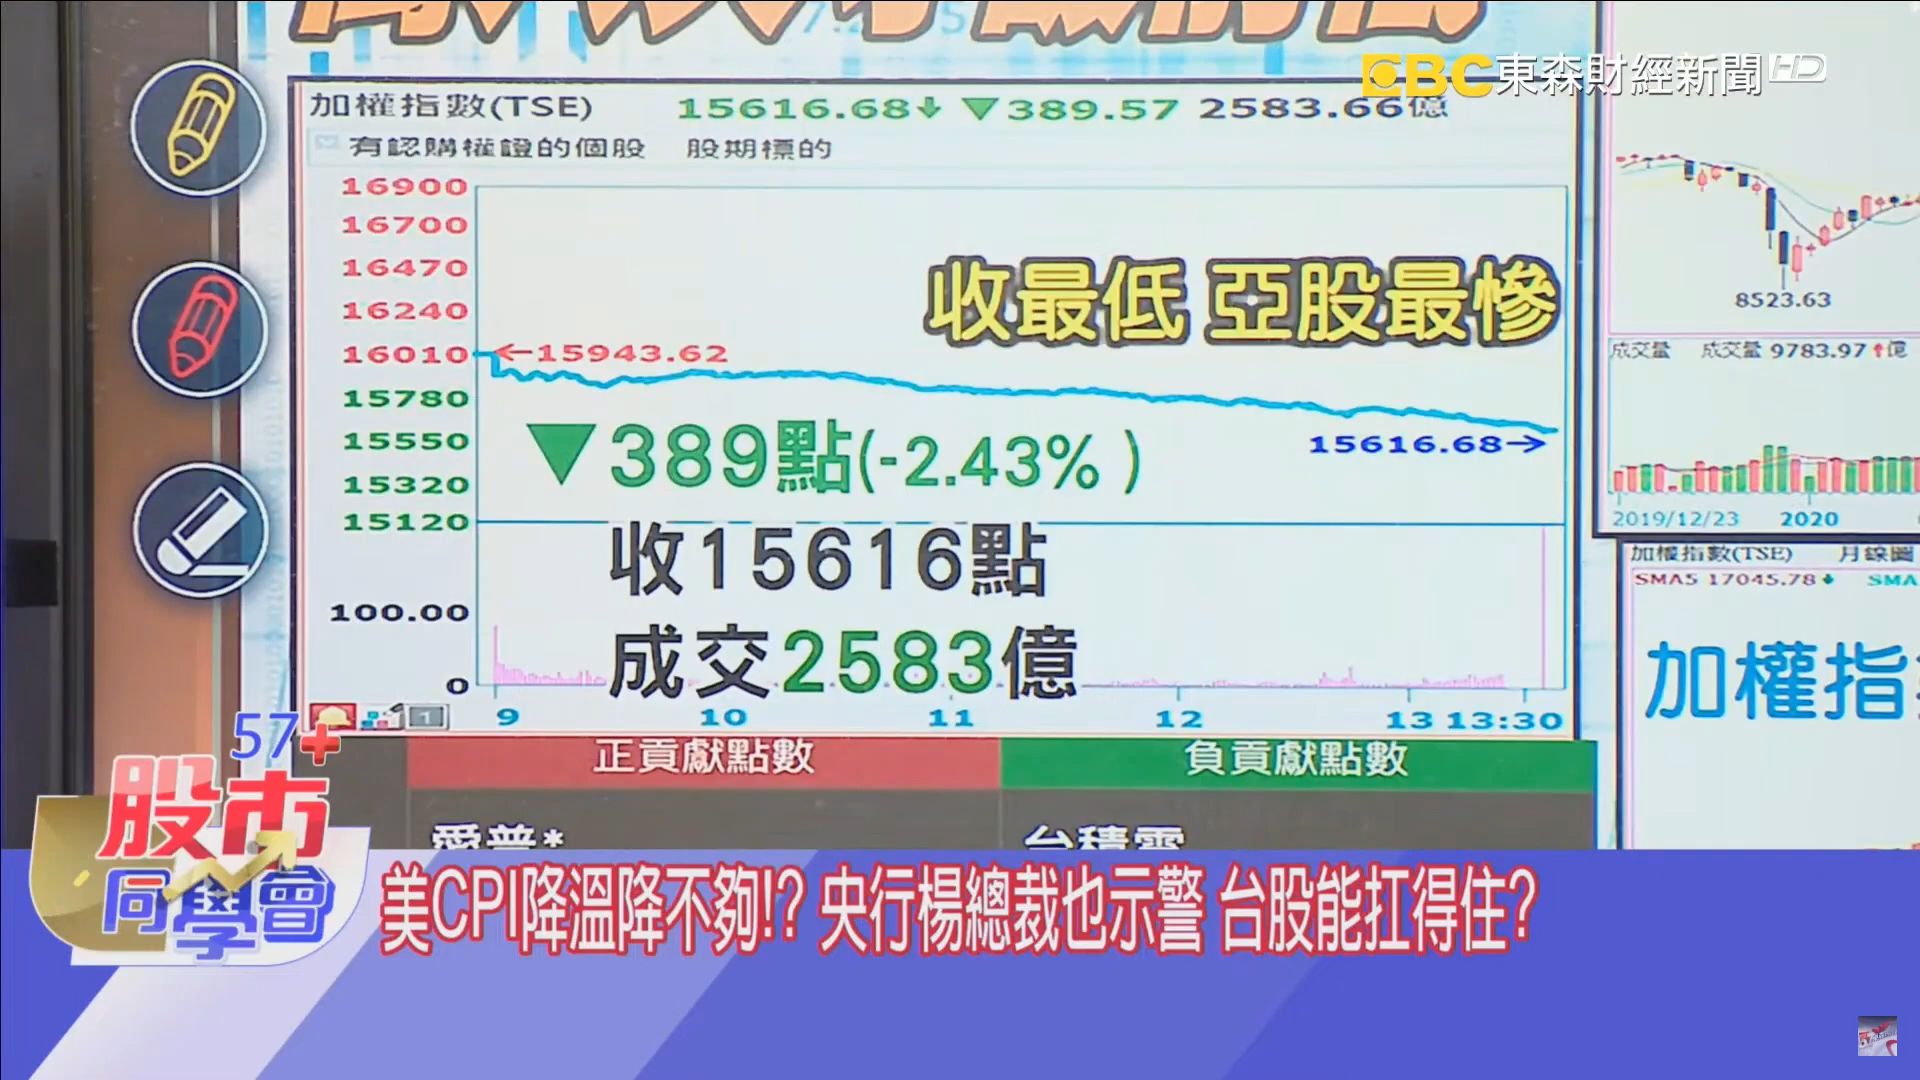 EBC東森財經新聞HD
加權指數(TSE) 15616.68↓ ▼389.57 2583.66億
有認購權證的個股 股期標的
16900
16700
16470
16240
16010
15780
15550
15320
15120
100.00
0
收最低 亞股最慘
←15943.62
15616.68→
▼389點(-2.43%)
收15616點
成交2583億
1
9 10 11 12 13 13:30
正貢獻點數 負貢獻點數
愛普* 台積電
8523.63
成交量 成交量 9783.97↑億
2019/12/23 2020
加權指數(TSE) 月線圖
SMA5 17045.78↓ SMA
加權指
57+
股市
同學會
美CPI降溫降不夠!? 央行楊總裁也示警 台股能扛得住?